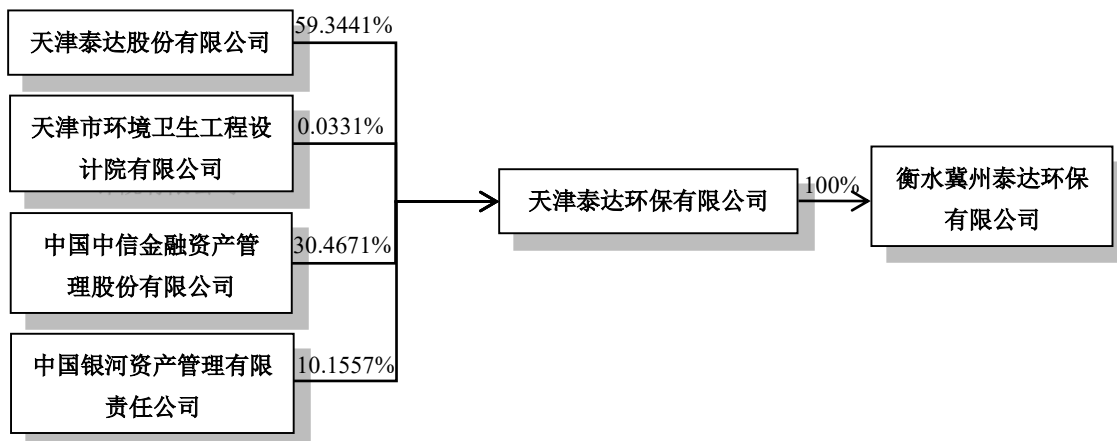 天津泰达股份有限公司
59.3441%
天津市环境卫生工程设
计院有限公司
0.0331%
中国中信金融资产管
理股份有限公司
30.4671%
中国银河资产管理有限
责任公司
10.1557%
天津泰达环保有限公司
100%
衡水冀州泰达环保
有限公司